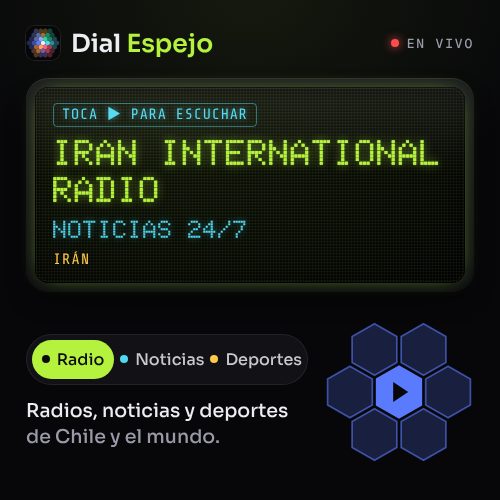 Dial Espejo
EN VIVO
TOCA ▶ PARA ESCUCHAR
IRAN INTERNATIONAL
RADIO
NOTICIAS 24/7
IRÁN
Radio Noticias Deportes
Radios, noticias y deportes
de Chile y el mundo.